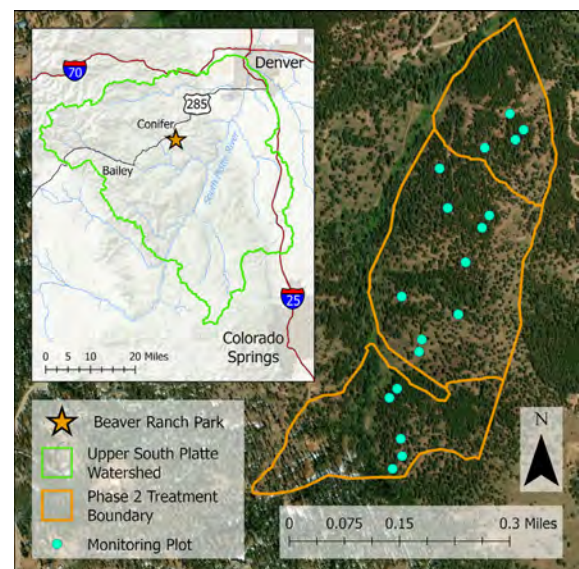 Denver
70
285
Conifer
Bailey
South Platte River
25
Colorado
Springs
0 5 10 20 Miles
Beaver Ranch Park
Upper South Platte
Watershed
Phase 2 Treatment
Boundary
Monitoring Plot
N
0 0.075 0.15 0.3 Miles